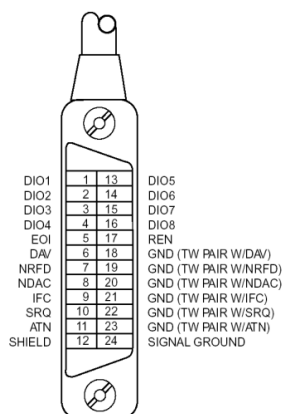 DIO1 1 13 DIO5
DIO2 2 14 DIO6
DIO3 3 15 DIO7
DIO4 4 16 DIO8
EOI 5 17 REN
DAV 6 18 GND (TW PAIR W/DAV)
NRFD 7 19 GND (TW PAIR W/NRFD)
NDAC 8 20 GND (TW PAIR W/NDAC)
IFC 9 21 GND (TW PAIR W/IFC)
SRQ 10 22 GND (TW PAIR W/SRQ)
ATN 11 23 GND (TW PAIR W/ATN)
SHIELD 12 24 SIGNAL GROUND